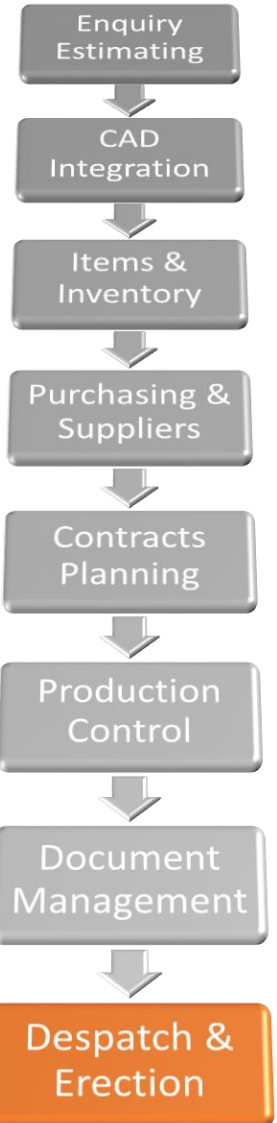 Enquiry
Estimating
CAD
Integration
Items &
Inventory
Purchasing &
Suppliers
Contracts
Planning
Production
Control
Document
Management
Despatch &
Erection